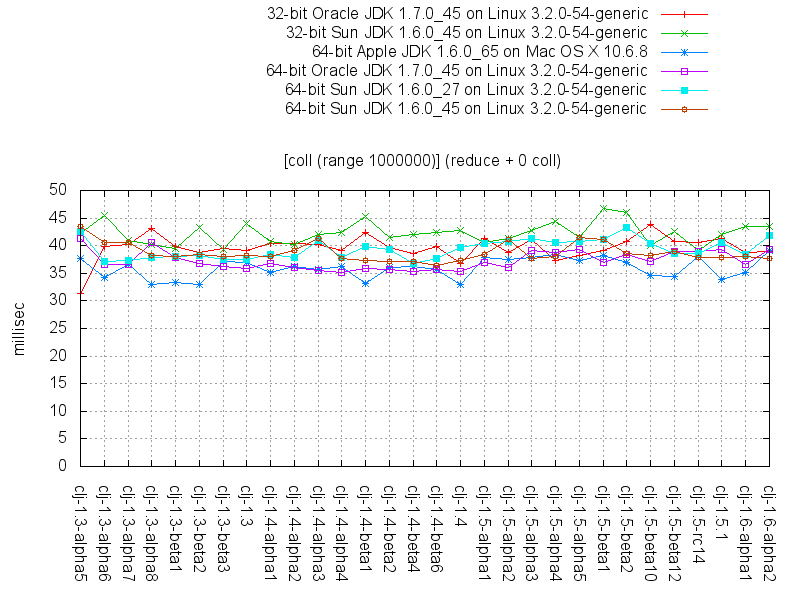 32-bit Oracle JDK 1.7.0_45 on Linux 3.2.0-54-generic
32-bit Sun JDK 1.6.0_45 on Linux 3.2.0-54-generic
64-bit Apple JDK 1.6.0_65 on Mac OS X 10.6.8
64-bit Oracle JDK 1.7.0_45 on Linux 3.2.0-54-generic
64-bit Sun JDK 1.6.0_27 on Linux 3.2.0-54-generic
64-bit Sun JDK 1.6.0_45 on Linux 3.2.0-54-generic
[coll (range 1000000)] (reduce + 0 coll)
50
45
40
35
30
25
20
15
10
5
0
millisec
clj-1.3-alpha5
clj-1.3-alpha6
clj-1.3-alpha7
clj-1.3-alpha8
clj-1.3-beta1
clj-1.3-beta2
clj-1.3-beta3
clj-1.3
clj-1.4-alpha1
clj-1.4-alpha2
clj-1.4-alpha3
clj-1.4-alpha4
clj-1.4-beta1
clj-1.4-beta2
clj-1.4-beta4
clj-1.4-beta6
clj-1.4
clj-1.5-alpha1
clj-1.5-alpha2
clj-1.5-alpha3
clj-1.5-alpha4
clj-1.5-alpha5
clj-1.5-beta1
clj-1.5-beta2
clj-1.5-beta10
clj-1.5-beta12
clj-1.5-rc14
clj-1.5-1
clj-1.6-alpha1
clj-1.6-alpha2